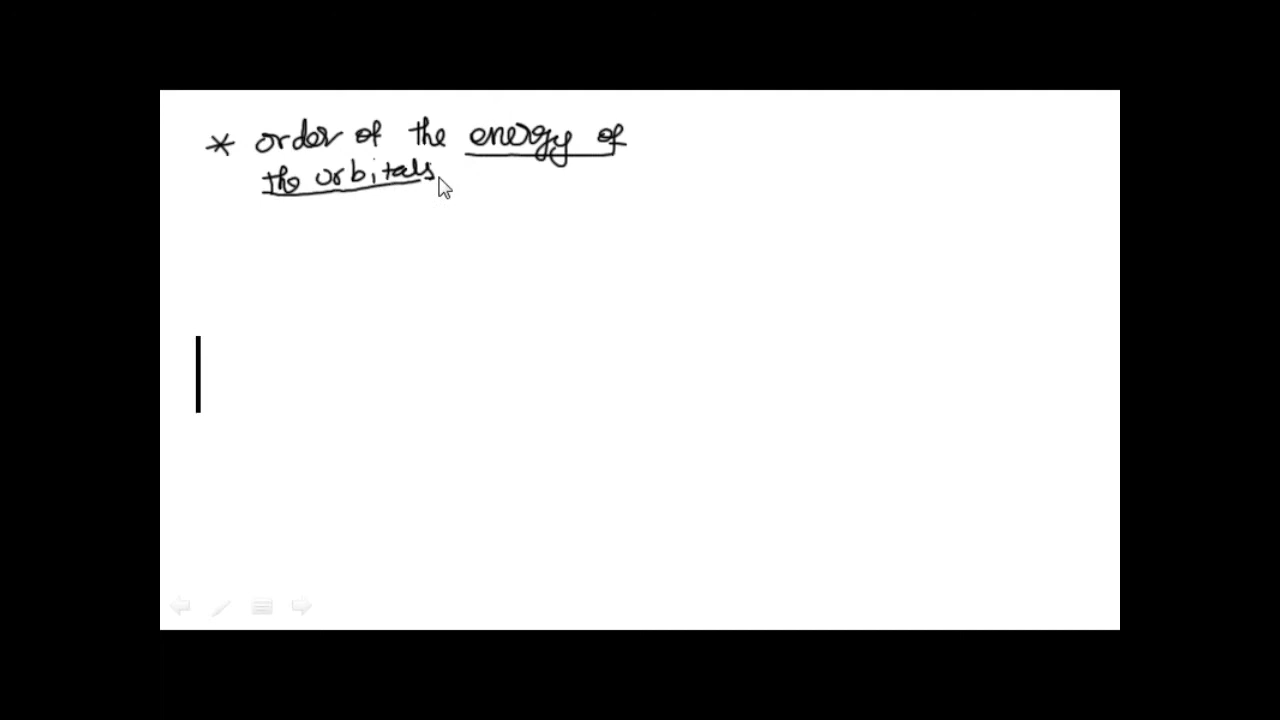 * order of the energy of
the orbitals